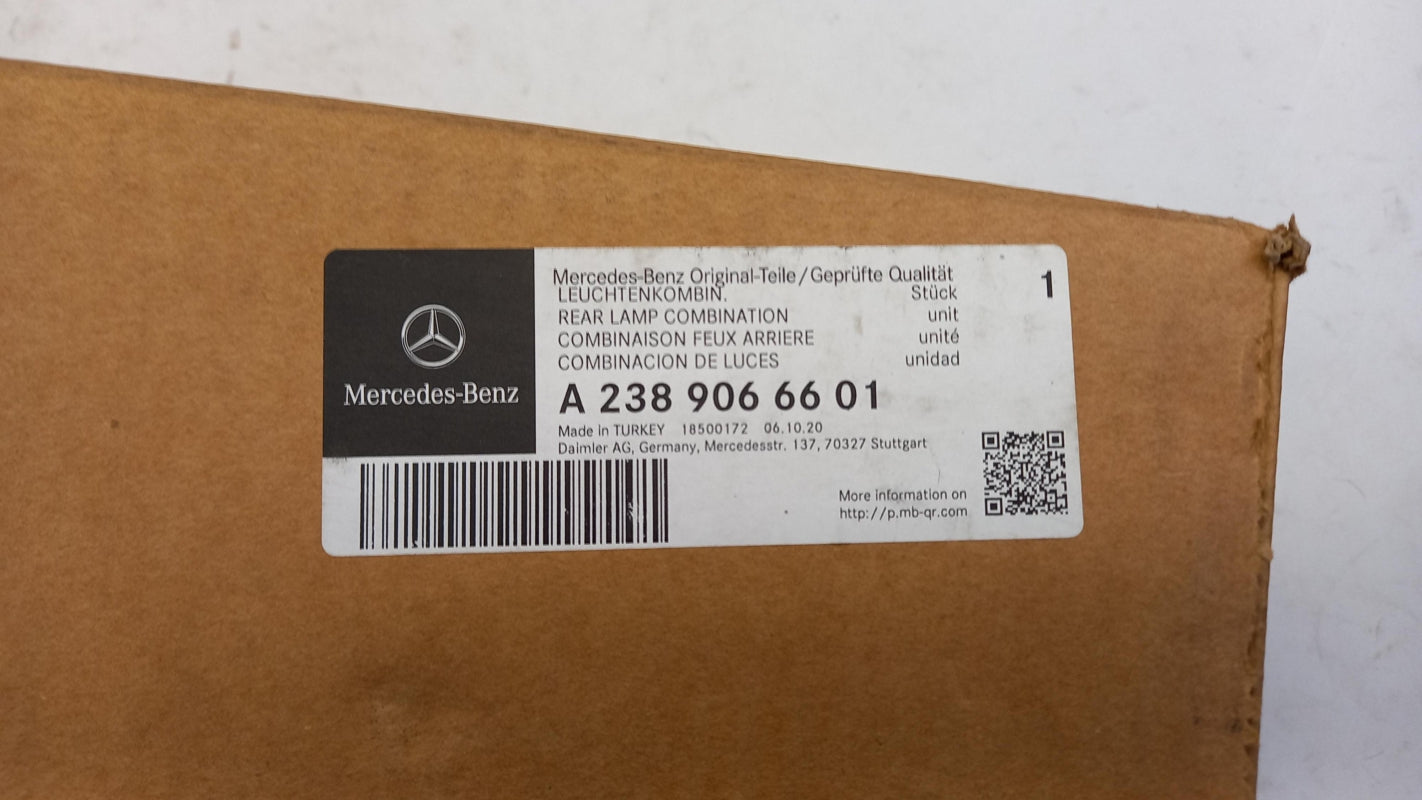 Mercedes-Benz
Mercedes-Benz Original-Teile/Geprüfte Qualität
LEUCHTENKOMBIN. Stück 1
REAR LAMP COMBINATION unit
COMBINAISON FEUX ARRIERE unité
COMBINACION DE LUCES unidad
A 238 906 66 01
Made in TURKEY 18500172 06.10.20
Daimler AG, Germany, Mercedesstr. 137, 70327 Stuttgart
More information on
http://p.mb-qr.com